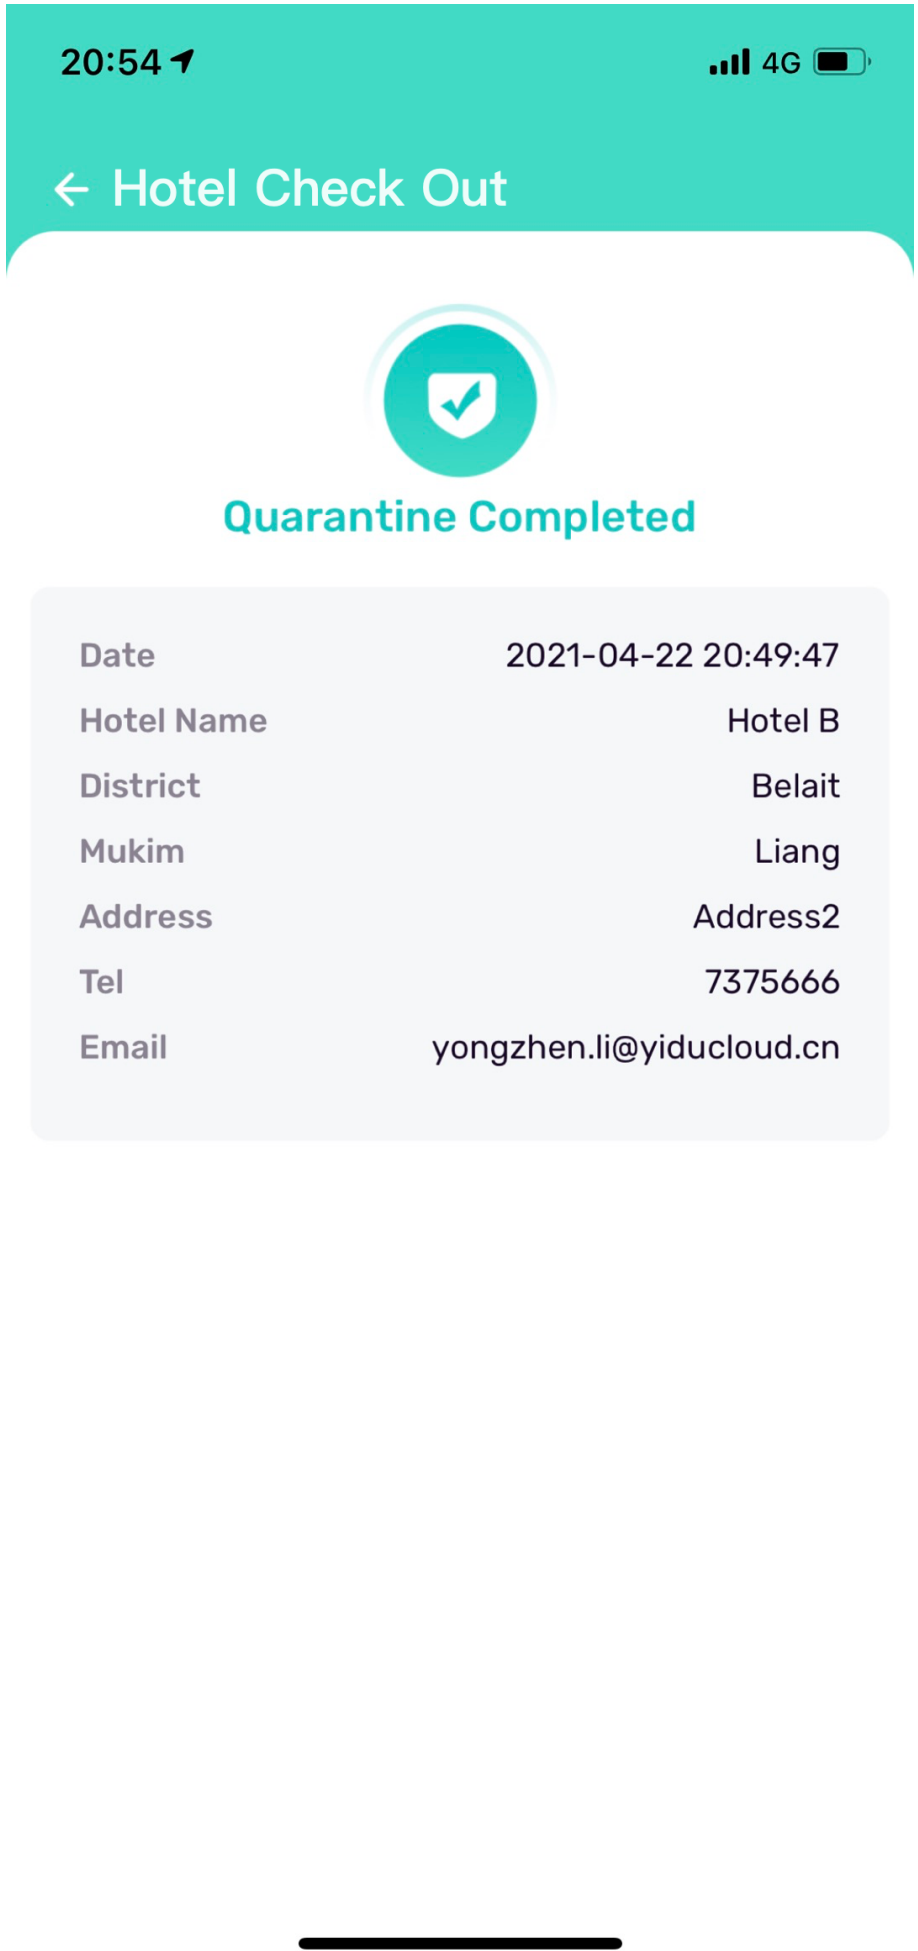 20:54 4G
Hotel Check Out
Quarantine Completed
Date 2021-04-22 20:49:47
Hotel Name Hotel B
District Belait
Mukim Liang
Address Address2
Tel 7375666
Email yongzhen.li@yiducloud.cn